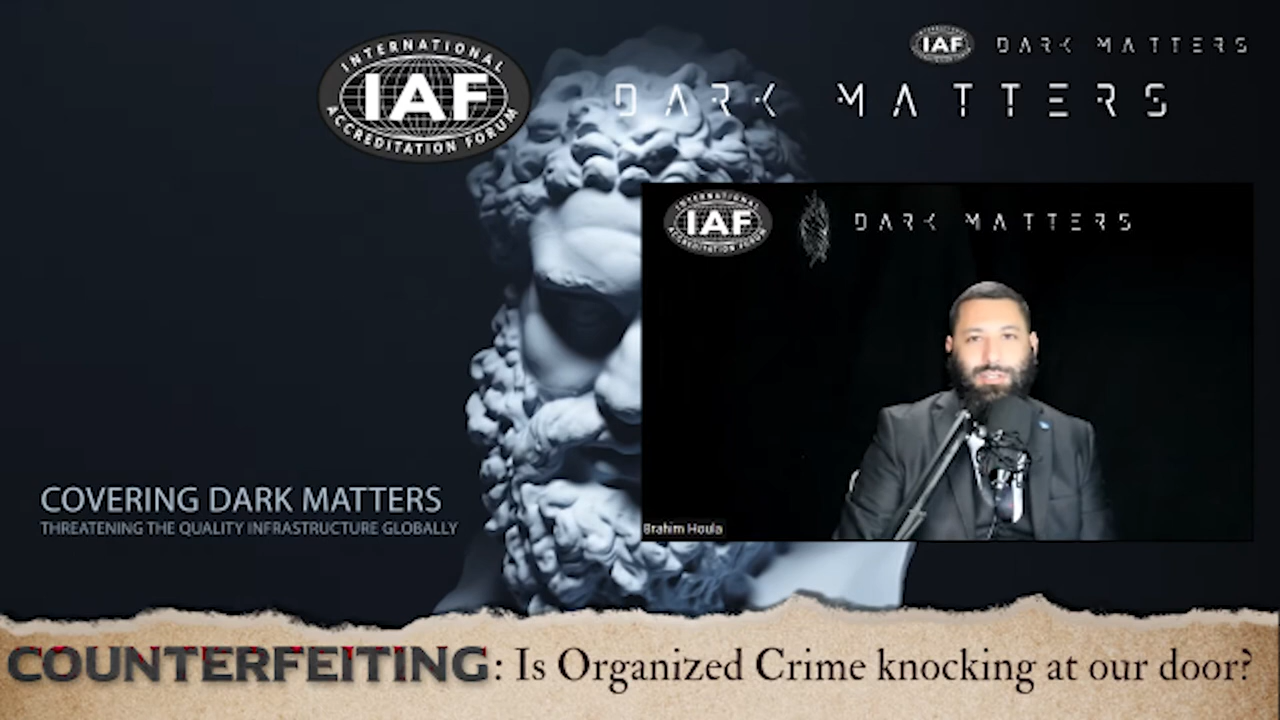 INTERNATIONAL
IAF
ACCREDITATION FORUM
DARK MATTERS
IAF
DARK MATTERS
INTERNATIONAL
IAF
ACCREDITATION FORUM
DARK MATTERS
COVERING DARK MATTERS
THREATENING THE QUALITY INFRASTRUCTURE GLOBALLY
Brahim Houla
COUNTERFEITING: Is Organized Crime knocking at our door?